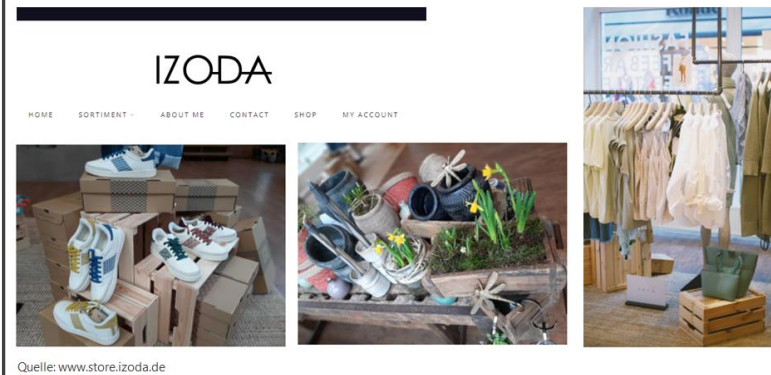 IZODA
HOME SORTIMENT ABOUT ME CONTACT SHOP MY ACCOUNT
Quelle: www.store.izoda.de